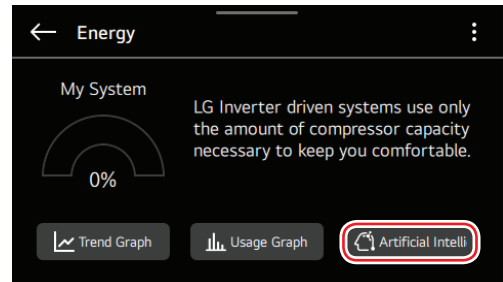 Energy
My System
0%
LG Inverter driven systems use only
the amount of compressor capacity
necessary to keep you comfortable.
Trend Graph
Usage Graph
Artificial Intelli